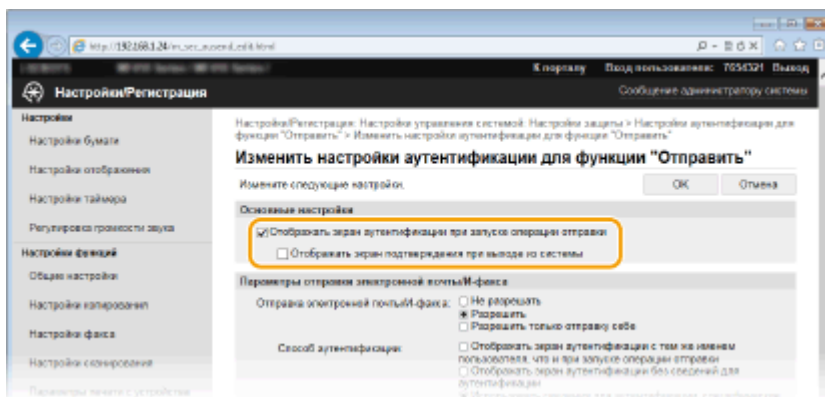 http://192.168.1.24/m_sec_ausend_edit.html
К порталу Вход пользователем: 7654321 Выход
Настройки/Регистрация
Сообщение администратору системы
Настройки
Настройки бумаги
Настройки отображения
Настройки таймера
Регулировка громкости звука
Настройки функций
Общие настройки
Настройки копирования
Настройки факса
Настройки сканирования
Параметры печати с устройства
Настройки/Регистрация: Настройки управления системой: Настройки защиты > Настройки аутентификации для
функции "Отправить" > Изменить настройки аутентификации для функции "Отправить"
Изменить настройки аутентификации для функции "Отправить"
Измените следующие настройки.
OK Отмена
Основные настройки
Отображать экран аутентификации при запуске операции отправки
Отображать экран подтверждения при выходе из системы
Параметры отправки электронной почты/И-факса
Отправка электронной почты/И-факса: Не разрешать
Разрешить
Разрешить только отправку себе
Способ аутентификации: Отображать экран аутентификации с тем же именем
пользователя, что и при запуске операции отправки
Отображать экран аутентификации без сведений для
аутентификации